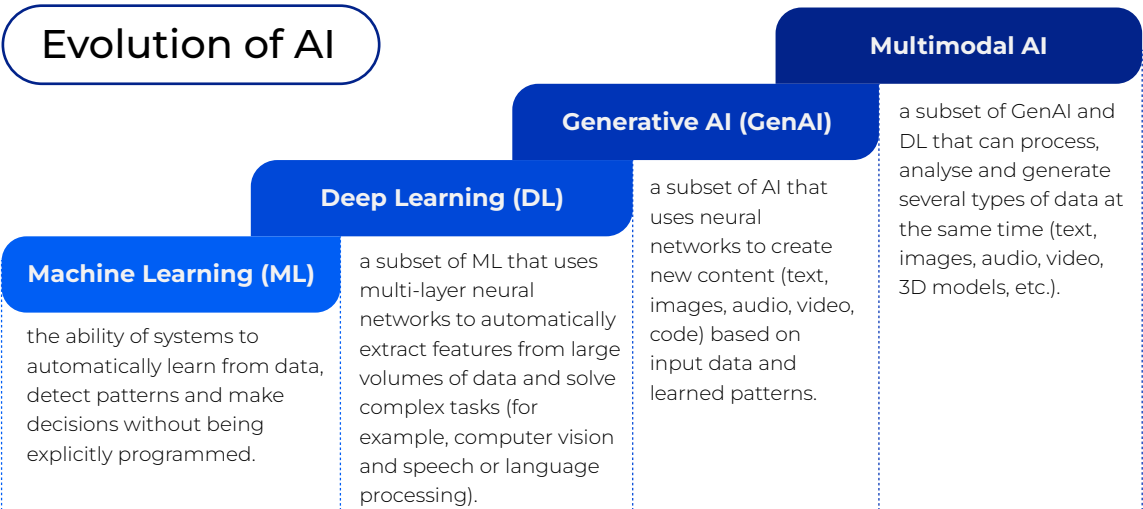 Evolution of AI
Machine Learning (ML)
the ability of systems to
automatically learn from data,
detect patterns and make
decisions without being
explicitly programmed.
Deep Learning (DL)
a subset of ML that uses
multi-layer neural
networks to automatically
extract features from large
volumes of data and solve
complex tasks (for
example, computer vision
and speech or language
processing).
Generative AI (GenAI)
a subset of AI that
uses neural
networks to create
new content (text,
images, audio, video,
code) based on
input data and
learned patterns.
Multimodal AI
a subset of GenAI and
DL that can process,
analyse and generate
several types of data at
the same time (text,
images, audio, video,
3D models, etc.).